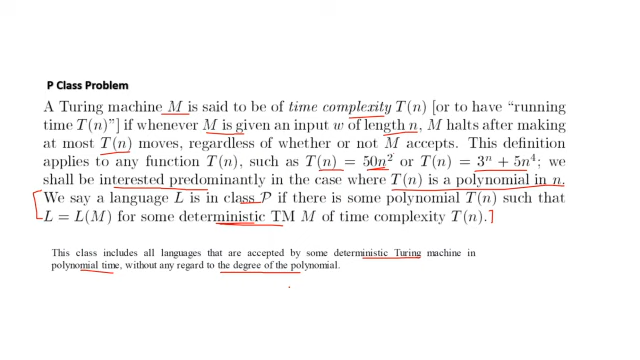 P Class Problem
A Turing machine M is said to be of time complexity T(n) [or to have “running
time T(n)”] if whenever M is given an input w of length n, M halts after making
at most T(n) moves, regardless of whether or not M accepts. This definition
applies to any function T(n), such as T(n) = 50n² or T(n) = 3ⁿ + 5n⁴; we
shall be interested predominantly in the case where T(n) is a polynomial in n.
We say a language L is in class P if there is some polynomial T(n) such that
L = L(M) for some deterministic TM M of time complexity T(n).
This class includes all languages that are accepted by some deterministic Turing machine in
polynomial time, without any regard to the degree of the polynomial.